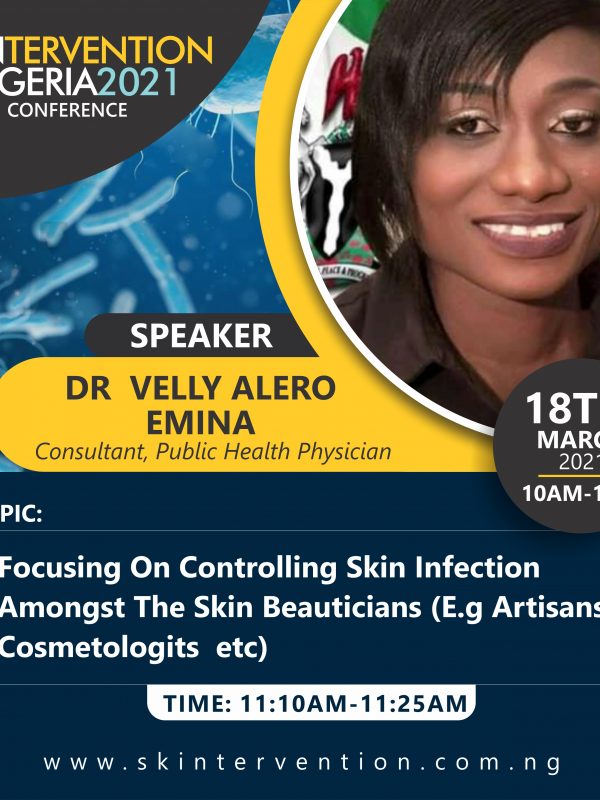 NTERVENTION
GERIA2021
CONFERENCE
SPEAKER
DR VELLY ALERO
EMINA
Consultant, Public Health Physician
18T
MARC
2021
10AM-1
PIC:
Focusing On Controlling Skin Infection
Amongst The Skin Beauticians (E.g Artisans
Cosmetologits etc)
TIME: 11:10AM-11:25AM
www.skintervention.com.ng